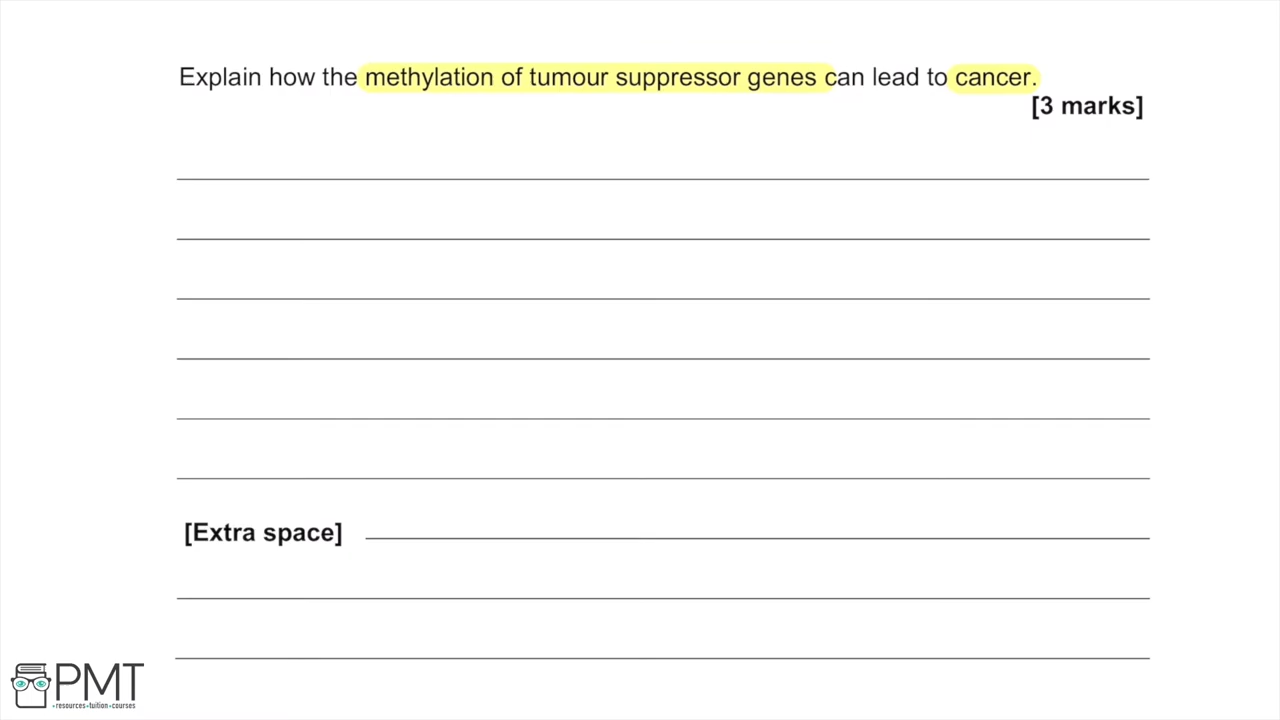 Explain how the methylation of tumour suppressor genes can lead to cancer.
[3 marks]
[Extra space]
PMT
•resources•tuition•courses